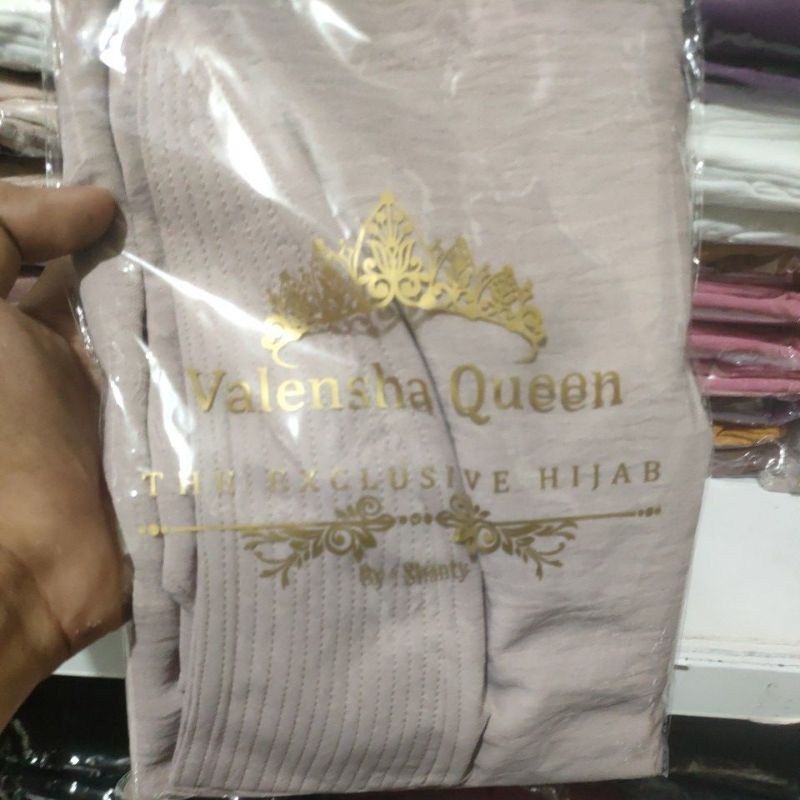 Valensha Queen
THE EXCLUSIVE HIJAB
By : Shanty